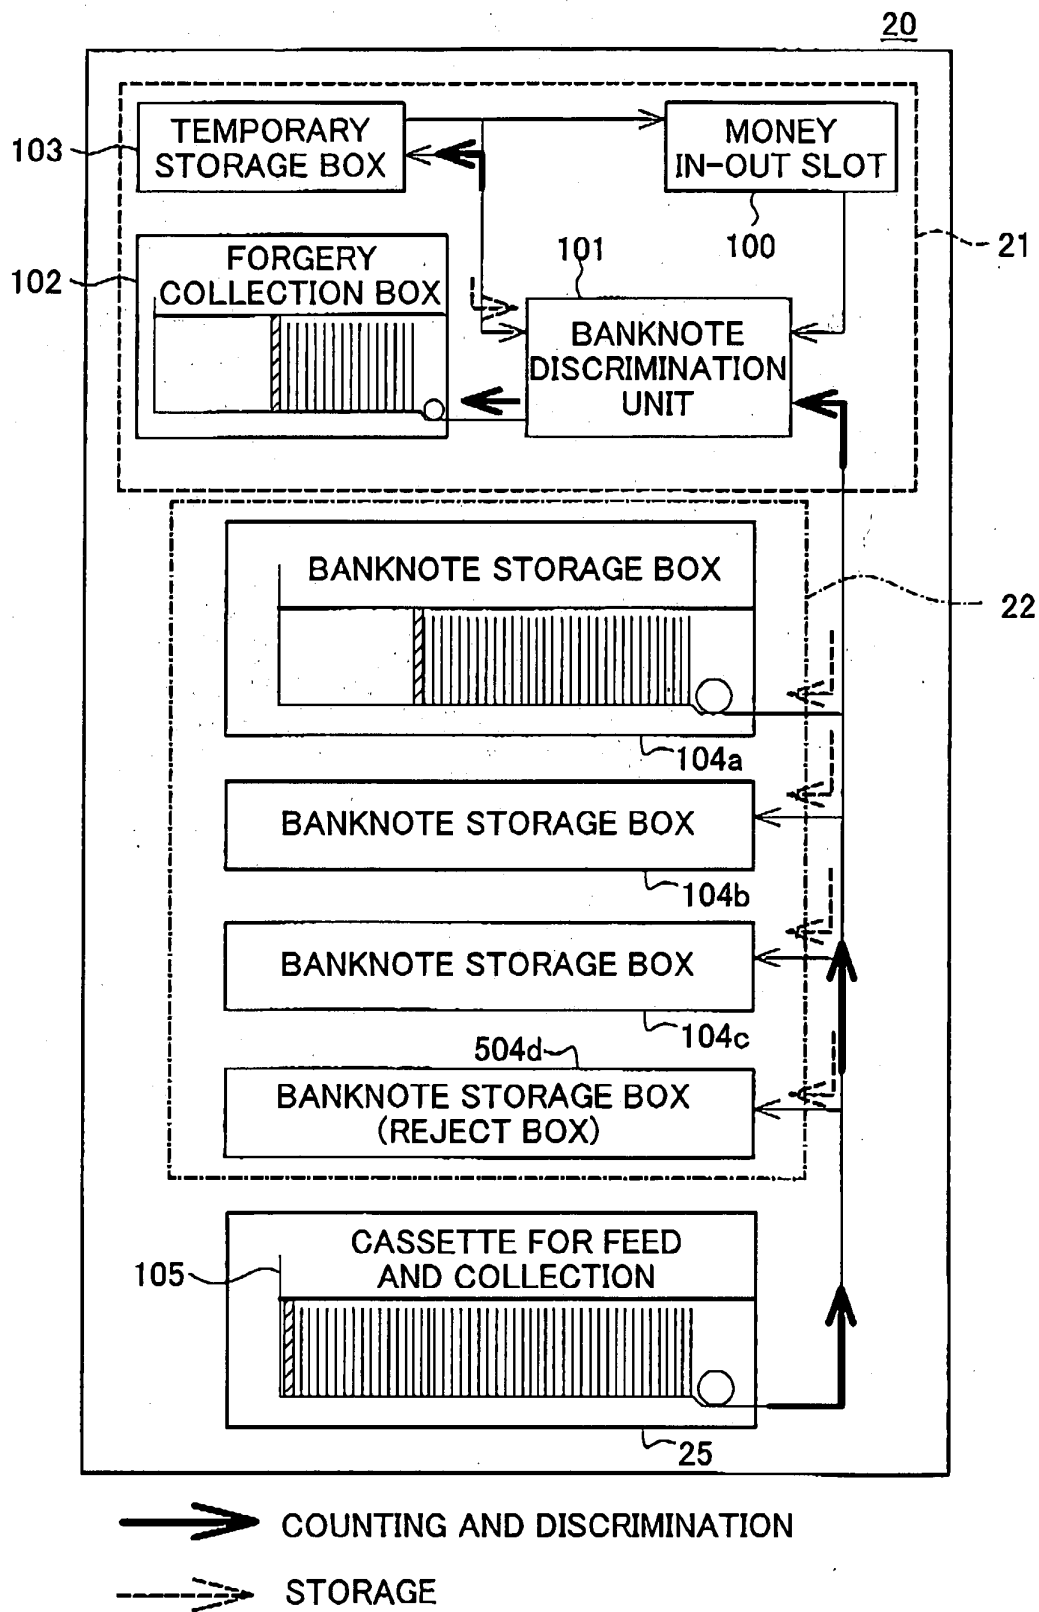 20
TEMPORARY
STORAGE BOX
103
MONEY
IN-OUT SLOT
100
21
FORGERY
COLLECTION BOX
102
101
BANKNOTE
DISCRIMINATION
UNIT
BANKNOTE STORAGE BOX
22
104a
BANKNOTE STORAGE BOX
104b
BANKNOTE STORAGE BOX
104c
504d
BANKNOTE STORAGE BOX
(REJECT BOX)
CASSETTE FOR FEED
AND COLLECTION
105
25
COUNTING AND DISCRIMINATION
STORAGE